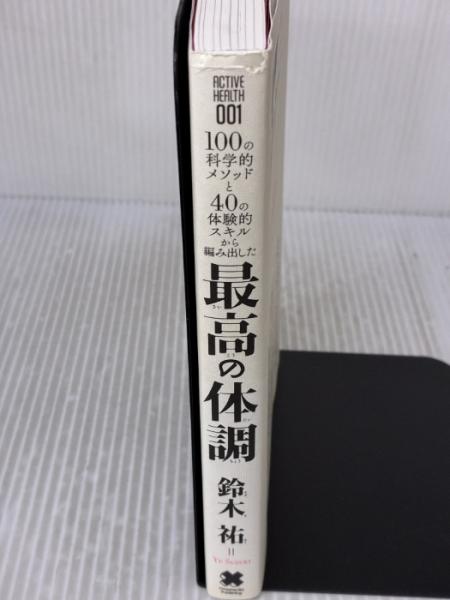 ACTIVE
HEALTH
001
100の
科学的
メソッド
と
40の
体験的
スキル
から
編み出した
最高の体調
鈴木祐
YU SUZUKI